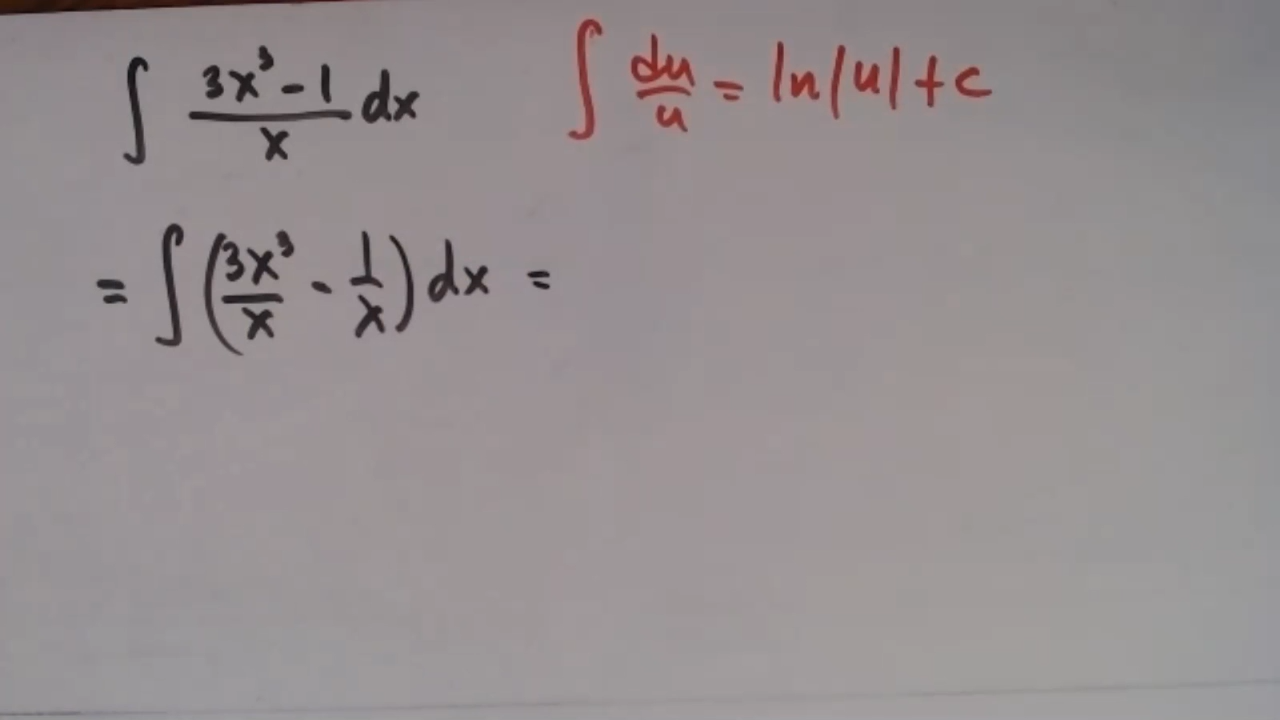 ∫ (3x³ - 1)/x dx ∫ du/u = ln|u| + c
= ∫ (3x³/x - 1/x) dx =